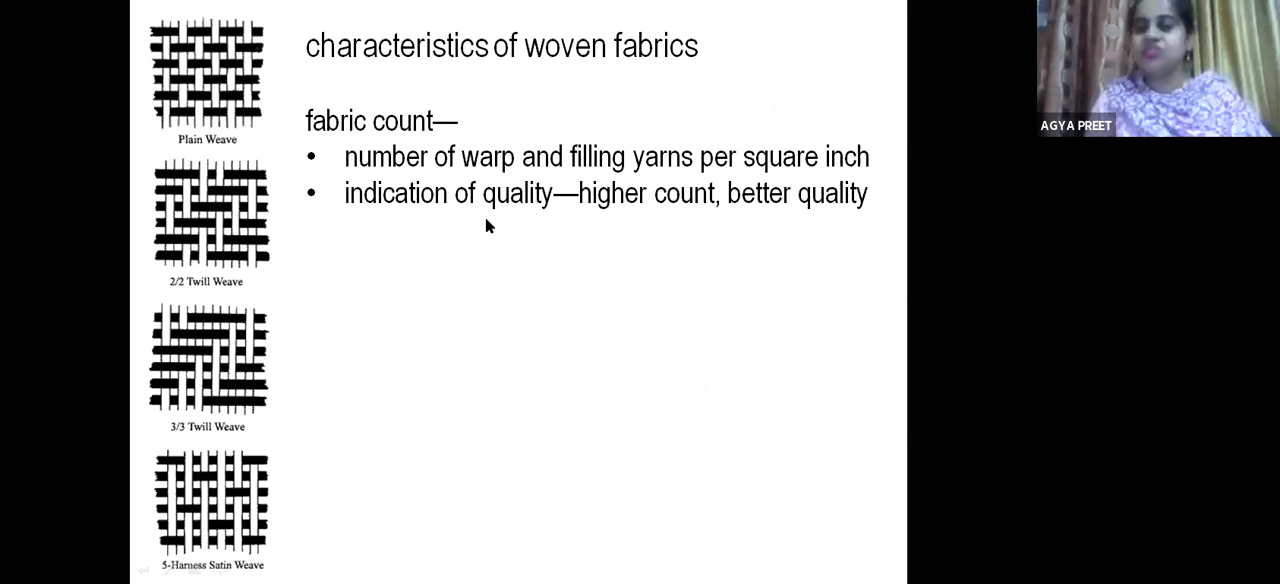 characteristics of woven fabrics
fabric count—
• number of warp and filling yarns per square inch
• indication of quality—higher count, better quality
Plain Weave
2/2 Twill Weave
3/3 Twill Weave
5-Harness Satin Weave
AGYA PREET